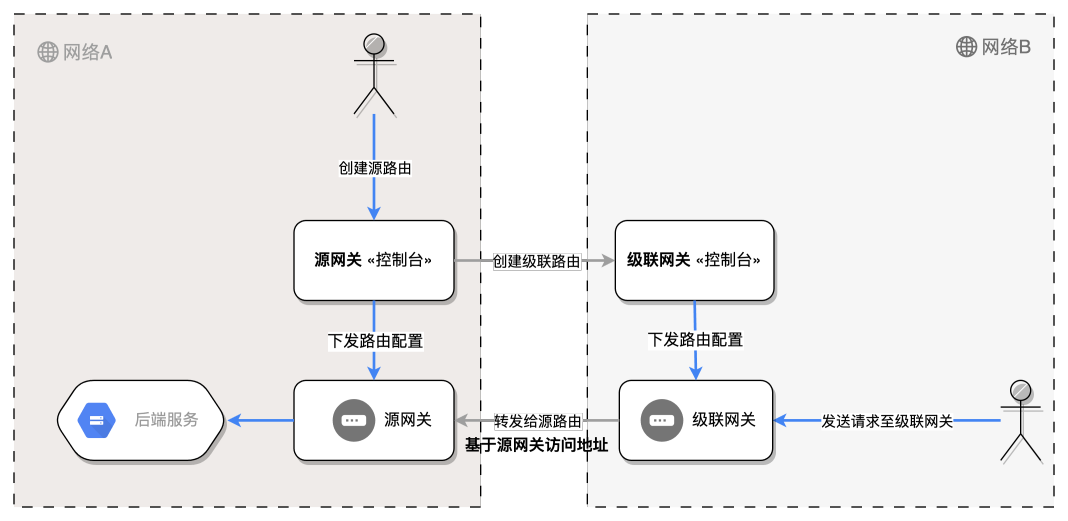 网络A
网络B
创建源路由
源网关 «控制台»
创建级联路由
级联网关 «控制台»
下发路由配置
下发路由配置
后端服务
源网关
转发给源路由
基于源网关访问地址
级联网关
发送请求至级联网关